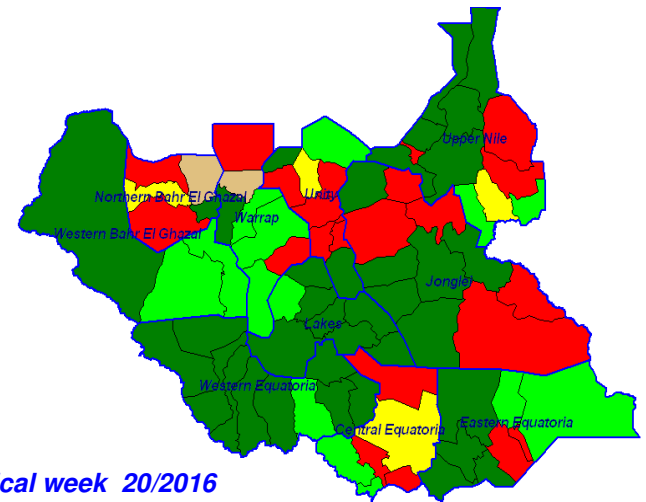 Upper Nile
Northern Bahr El Ghazal
Unity
Warrap
Western Bahr El Ghazal
Jonglei
Lakes
Western Equatoria
Central Equatoria
Eastern Equatoria
cal week 20/2016